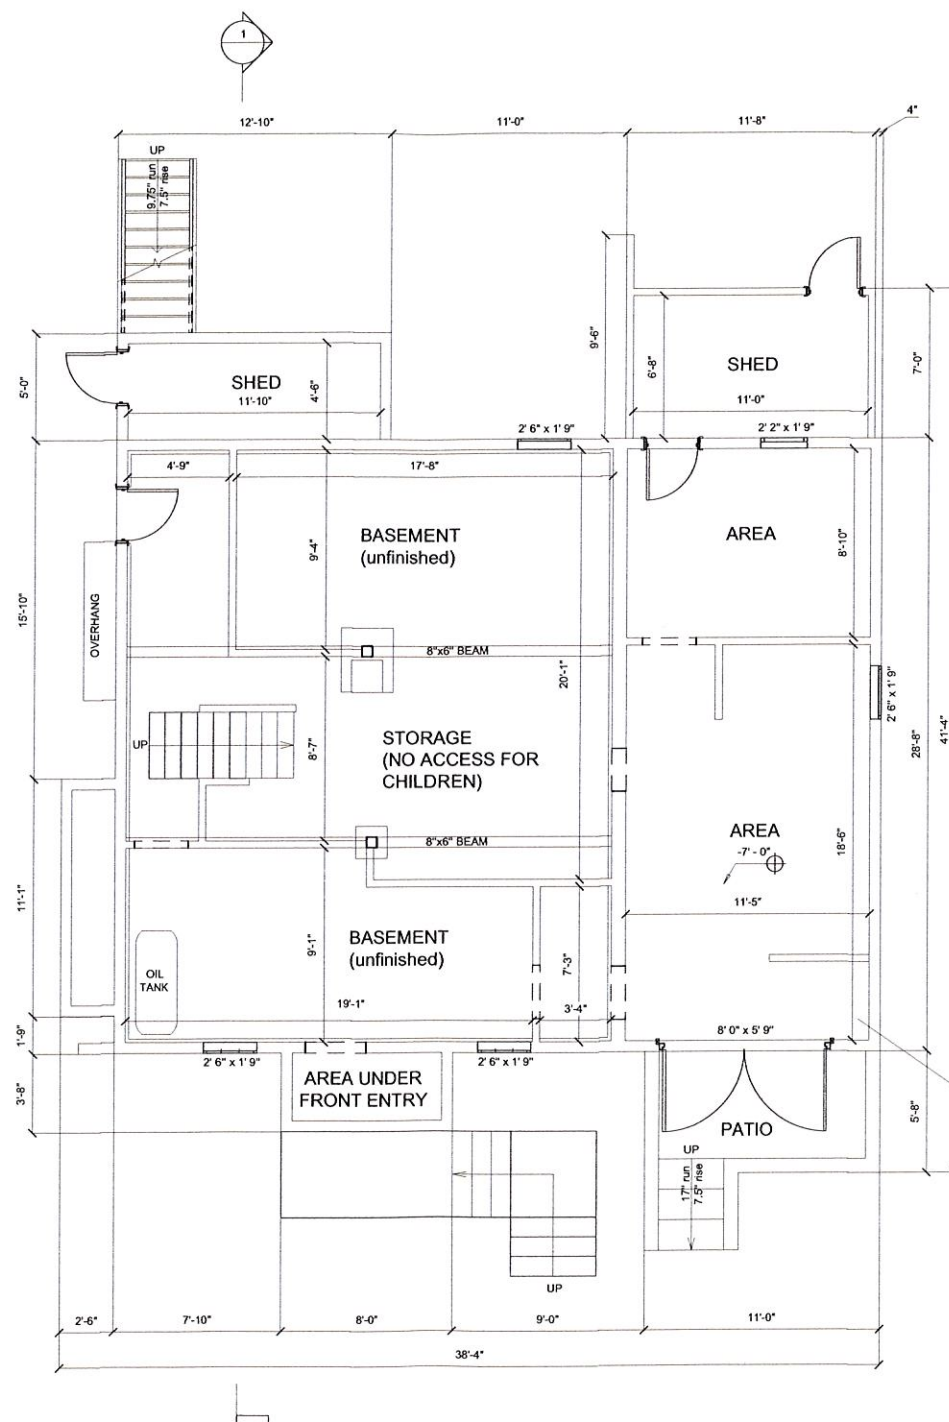 1
12'-10"
11'-0"
11'-8"
4"
UP
9.75" run
7.5" rise
5'-0"
SHED
11'-10"
4'-6"
9'-6"
6'-8"
SHED
11'-0"
7'-0"
2' 6" x 1' 9"
2' 2" x 1' 9"
4'-9"
17'-8"
BASEMENT
(unfinished)
9'-4"
AREA
8'-10"
15'-10"
OVERHANG
8"x6" BEAM
20'-1"
2' 6" x 1' 9"
UP
8'-7"
STORAGE
(NO ACCESS FOR
CHILDREN)
28'-8"
41'-4"
8"x6" BEAM
AREA
-7' - 0"
18'-6"
11'-1"
11'-5"
BASEMENT
(unfinished)
9'-1"
7'-3"
OIL
TANK
19'-1"
3'-4"
1'-9"
2' 6" x 1' 9"
2' 6" x 1' 9"
8' 0" x 5' 9"
3'-8"
AREA UNDER
FRONT ENTRY
PATIO
5'-8"
UP
17" run
7.5" rise
UP
2'-6"
7'-10"
8'-0"
9'-0"
11'-0"
38'-4"